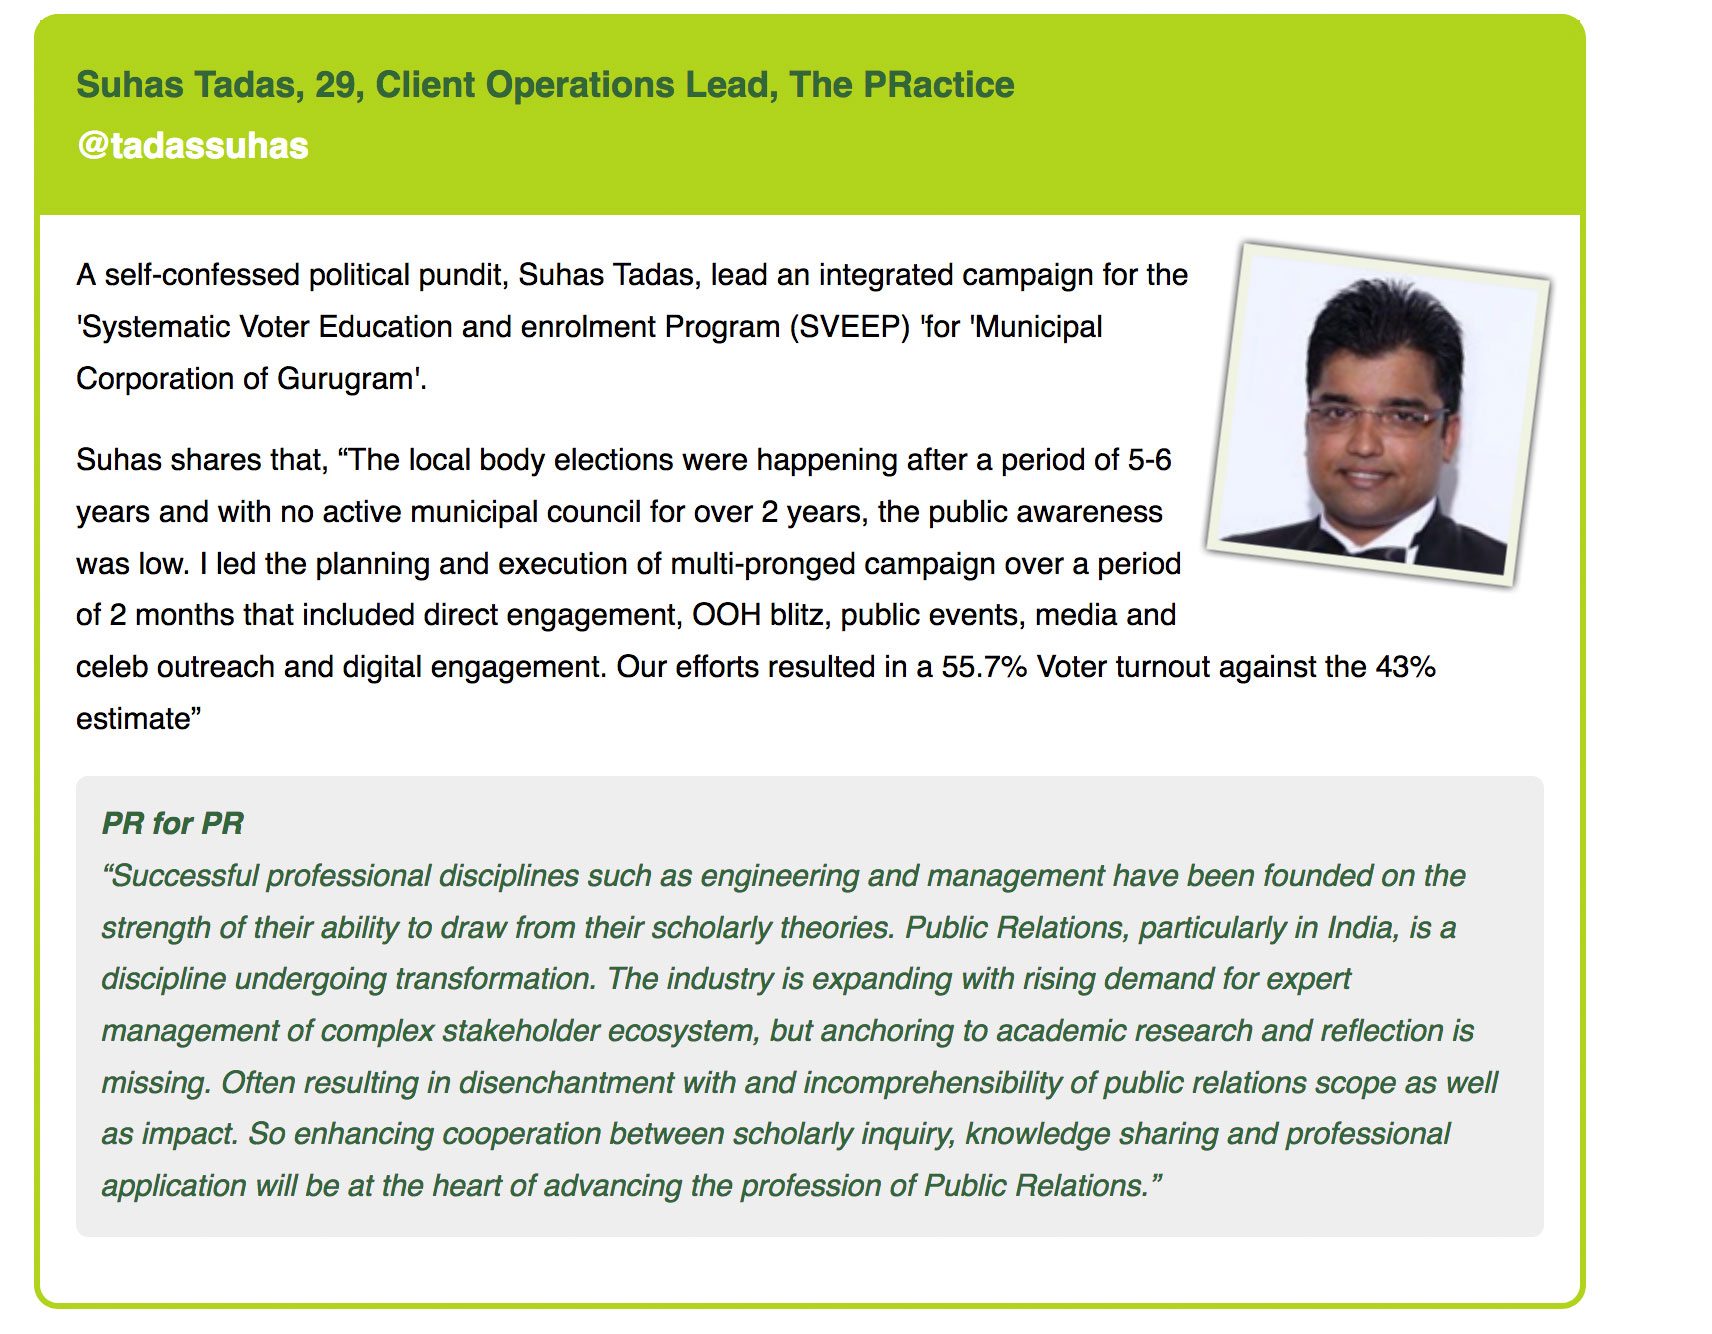 Suhas Tadas, 29, Client Operations Lead, The PRactice
@tadassuhas
A self-confessed political pundit, Suhas Tadas, lead an integrated campaign for the
'Systematic Voter Education and enrolment Program (SVEEP) 'for 'Municipal
Corporation of Gurugram'.
Suhas shares that, “The local body elections were happening after a period of 5-6
years and with no active municipal council for over 2 years, the public awareness
was low. I led the planning and execution of multi-pronged campaign over a period
of 2 months that included direct engagement, OOH blitz, public events, media and
celeb outreach and digital engagement. Our efforts resulted in a 55.7% Voter turnout against the 43%
estimate”
PR for PR
“Successful professional disciplines such as engineering and management have been founded on the
strength of their ability to draw from their scholarly theories. Public Relations, particularly in India, is a
discipline undergoing transformation. The industry is expanding with rising demand for expert
management of complex stakeholder ecosystem, but anchoring to academic research and reflection is
missing. Often resulting in disenchantment with and incomprehensibility of public relations scope as well
as impact. So enhancing cooperation between scholarly inquiry, knowledge sharing and professional
application will be at the heart of advancing the profession of Public Relations.”